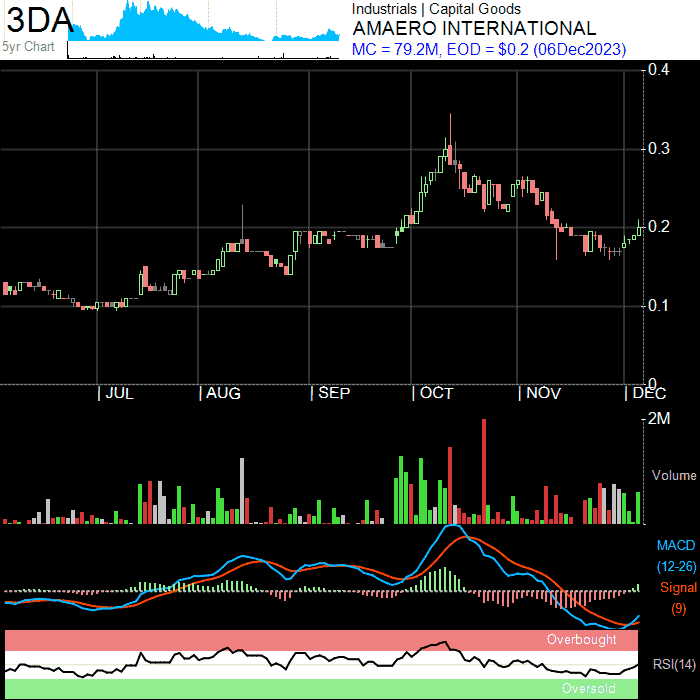 3DA
5yr Chart
Industrials | Capital Goods
AMAERO INTERNATIONAL
MC = 79.2M, EOD = $0.2 (06Dec2023)
0.4
0.3
0.2
0.1
0
| JUL | AUG | SEP | OCT | NOV | DEC
2M
Volume
MACD
(12-26)
Signal
(9)
Overbought
RSI(14)
Oversold